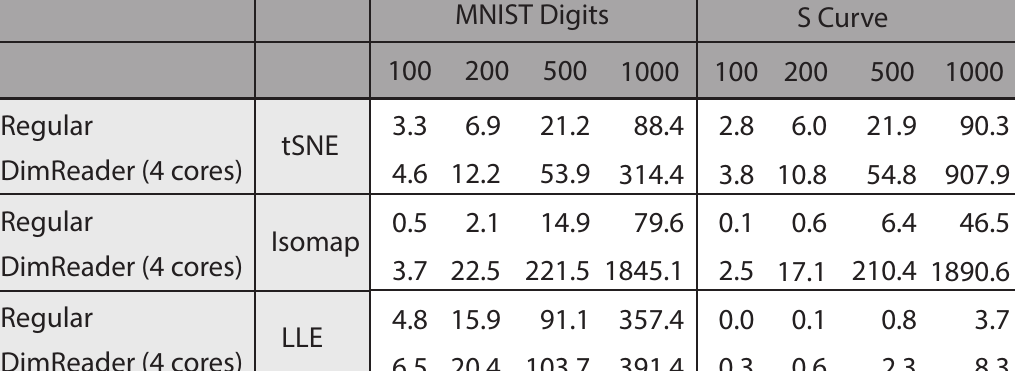 MNIST Digits S Curve
100 200 500 1000 100 200 500 1000
Regular 3.3 6.9 21.2 88.4 2.8 6.0 21.9 90.3
tSNE
DimReader (4 cores) 4.6 12.2 53.9 314.4 3.8 10.8 54.8 907.9
Regular 0.5 2.1 14.9 79.6 0.1 0.6 6.4 46.5
Isomap
DimReader (4 cores) 3.7 22.5 221.5 1845.1 2.5 17.1 210.4 1890.6
Regular 4.8 15.9 91.1 357.4 0.0 0.1 0.8 3.7
LLE
DimReader (4 cores) 6.5 20.4 103.7 391.4 0.3 0.6 2.3 8.3